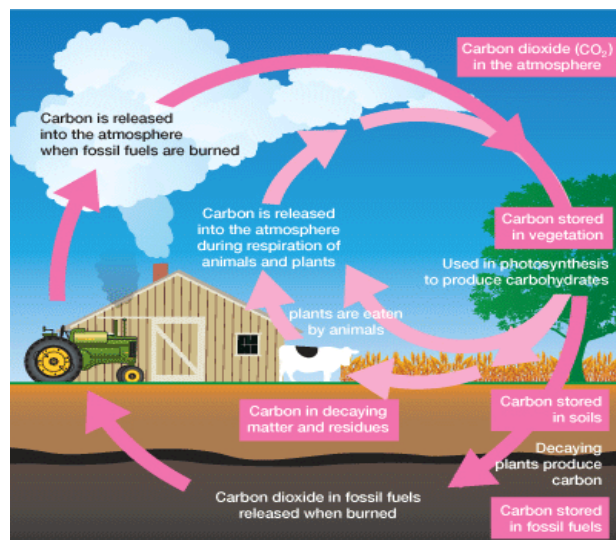 Carbon dioxide (CO₂)
in the atmosphere
Carbon is released
into the atmosphere
when fossil fuels are burned
Carbon is released
into the atmosphere
during respiration of
animals and plants
Carbon stored
in vegetation
Used in photosynthesis
to produce carbohydrates
plants are eaten
by animals
Carbon in decaying
matter and residues
Carbon stored
in soils
Decaying
plants produce
carbon
Carbon dioxide in fossil fuels
released when burned
Carbon stored
in fossil fuels